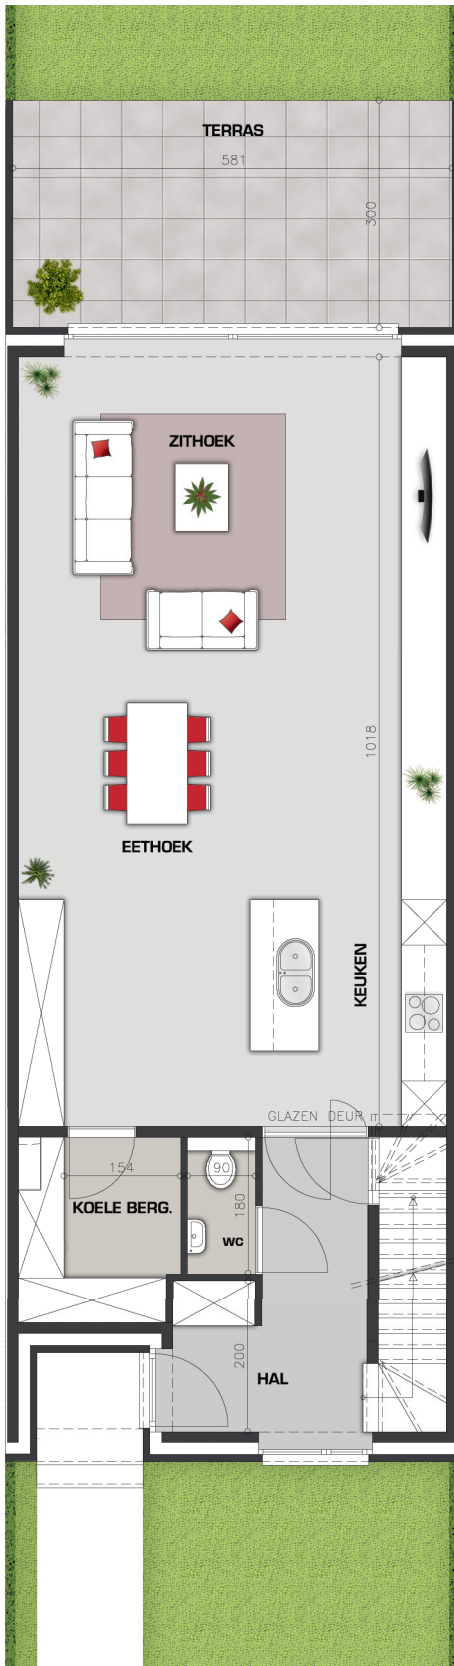 TERRAS
581
300
ZITHOEK
1018
EETHOEK
KEUKEN
GLAZEN DEUR
154
90
KOELE BERG.
180
WC
200
HAL